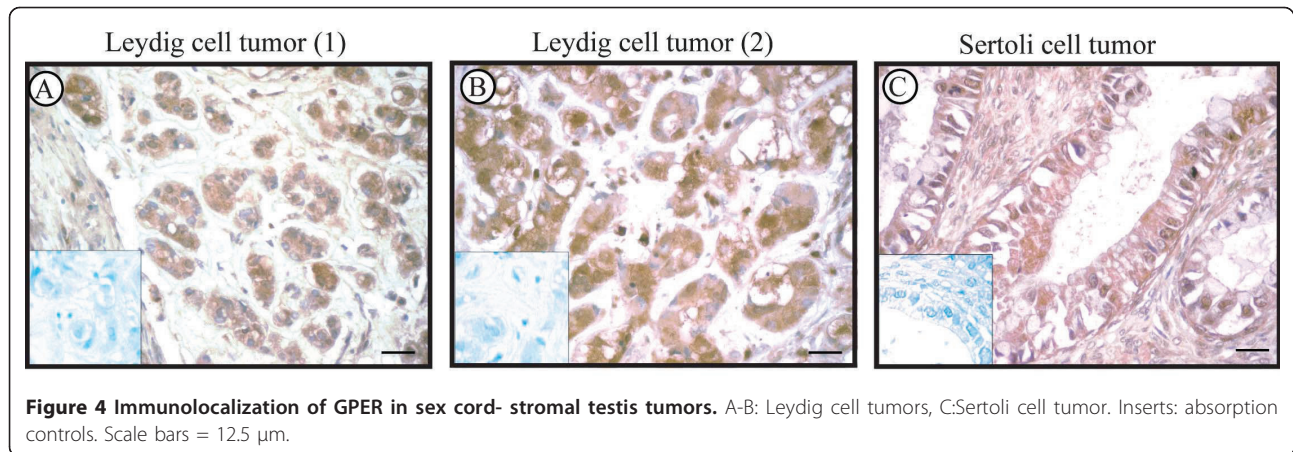 Leydig cell tumor (1)
Leydig cell tumor (2)
Sertoli cell tumor
A
B
C
Figure 4 Immunolocalization of GPER in sex cord- stromal testis tumors. A-B: Leydig cell tumors, C:Sertoli cell tumor. Inserts: absorption
controls. Scale bars = 12.5 μm.